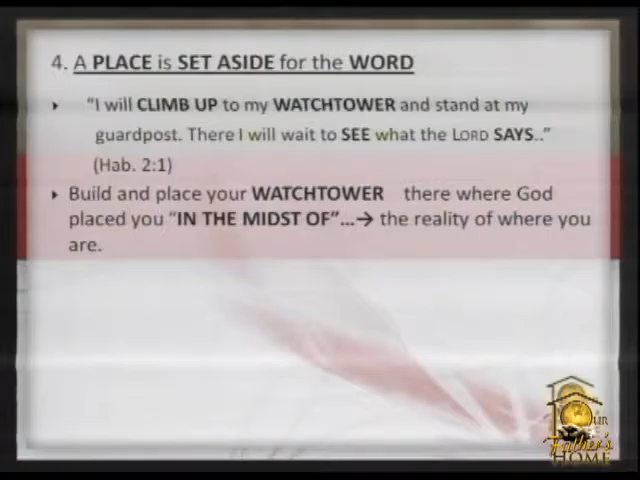 4. A PLACE is SET ASIDE for the WORD
"I will CLIMB UP to my WATCHTOWER and stand at my
guardpost. There I will wait to SEE what the LORD SAYS.."
(Hab. 2:1)
Build and place your WATCHTOWER there where God
placed you "IN THE MIDST OF"...→ the reality of where you
are.
Our
Father's
HOME